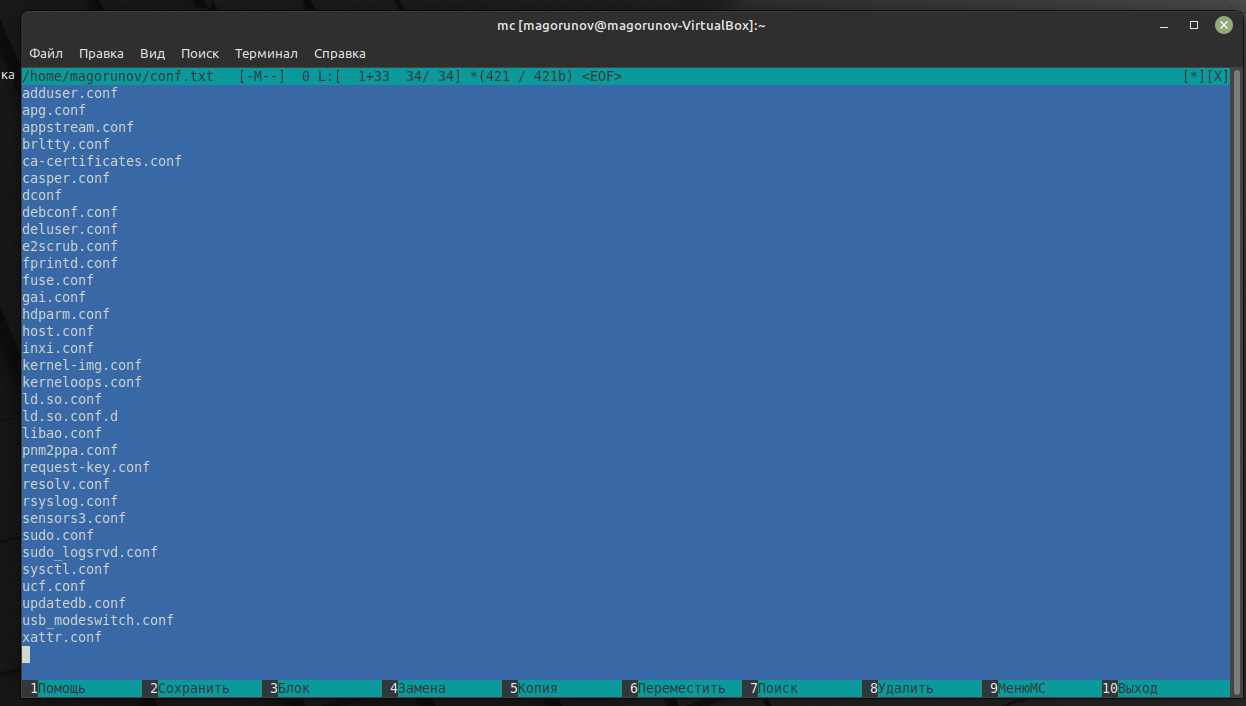 mc [magorunov@magorunov-VirtualBox]:~
Файл Правка Вид Поиск Терминал Справка
ка
/home/magorunov/conf.txt [-M--] 0 L:[ 1+33 34/ 34] *(421 / 421b) <EOF> [*][X]
adduser.conf
apg.conf
appstream.conf
brltty.conf
ca-certificates.conf
casper.conf
dconf
debconf.conf
deluser.conf
e2scrub.conf
fprintd.conf
fuse.conf
gai.conf
hdparm.conf
host.conf
inxi.conf
kernel-img.conf
kerneloops.conf
ld.so.conf
ld.so.conf.d
libao.conf
pnm2ppa.conf
request-key.conf
resolv.conf
rsyslog.conf
sensors3.conf
sudo.conf
sudo_logsrvd.conf
sysctl.conf
ucf.conf
updatedb.conf
usb_modeswitch.conf
xattr.conf
1Помощь 2Сохранить 3Блок 4Замена 5Копия 6Переместить 7Поиск 8Удалить 9МенюMC 10Выход